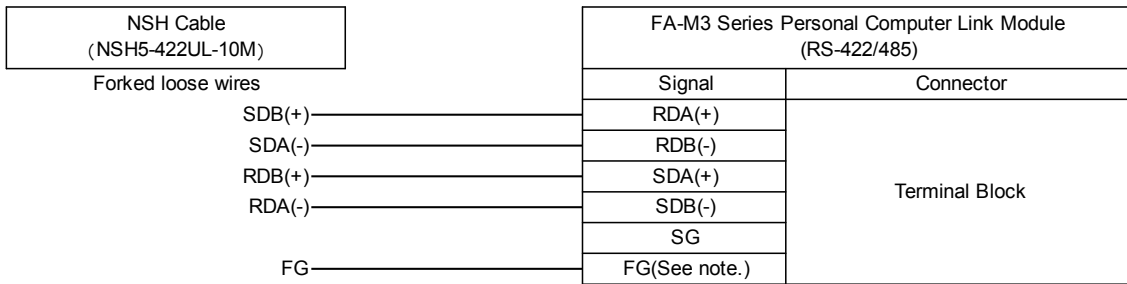 NSH Cable
（NSH5-422UL-10M）
FA-M3 Series Personal Computer Link Module
(RS-422/485)
Forked loose wires
Signal
Connector
SDB(+)
RDA(+)
SDA(-)
RDB(-)
RDB(+)
SDA(+)
RDA(-)
SDB(-)
Terminal Block
SG
FG
FG(See note.)